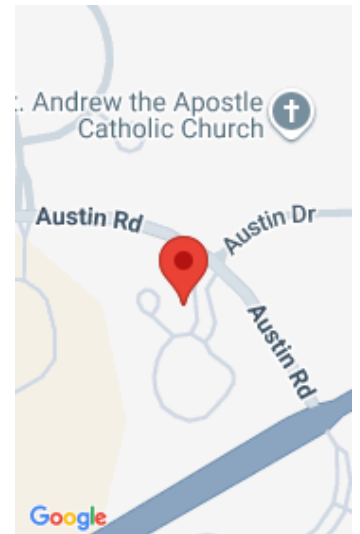 . Andrew the Apostle
Catholic Church
Austin Rd
Austin Dr
Austin Rd
Google